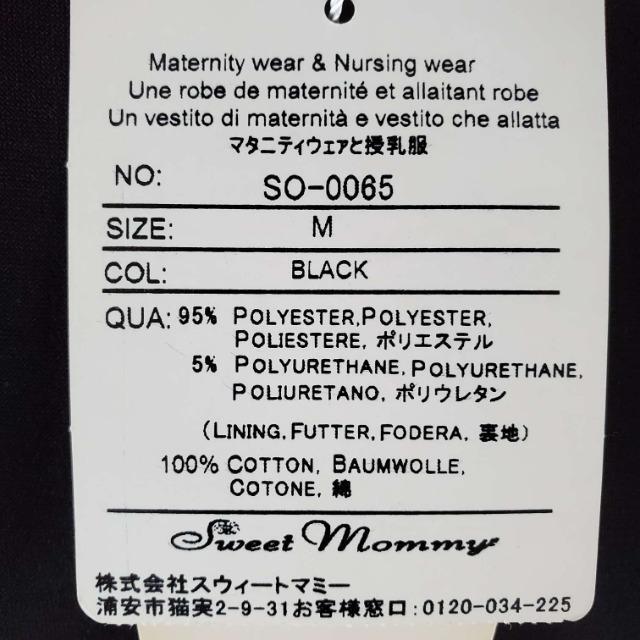 Maternity wear & Nursing wear
Une robe de maternité et allaitant robe
Un vestito di maternità e vestito che allatta
マタニティウェアと授乳服
NO: SO-0065
SIZE: M
COL: BLACK
QUA: 95% POLYESTER,POLYESTER,
POLIESTERE, ポリエステル
5% POLYURETHANE, POLYURETHANE,
POLIURETANO, ポリウレタン
(LINING,FUTTER,FODERA, 裏地)
100% COTTON, BAUMWOLLE,
COTONE, 綿
Sweet Mommy
株式会社スウィートマミー
浦安市猫実2-9-31お客様窓口:0120-034-225